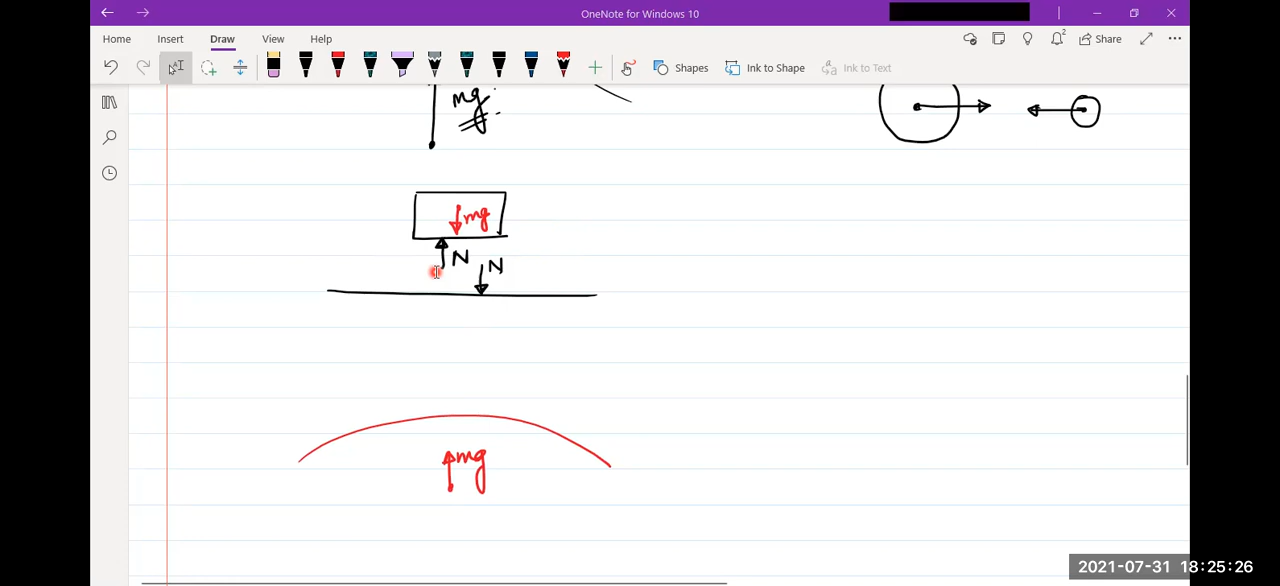 OneNote for Windows 10
Home Insert Draw View Help
Share
Shapes Ink to Shape Ink to Text
mg
mg
N
N
mg
2021-07-31 18:25:26